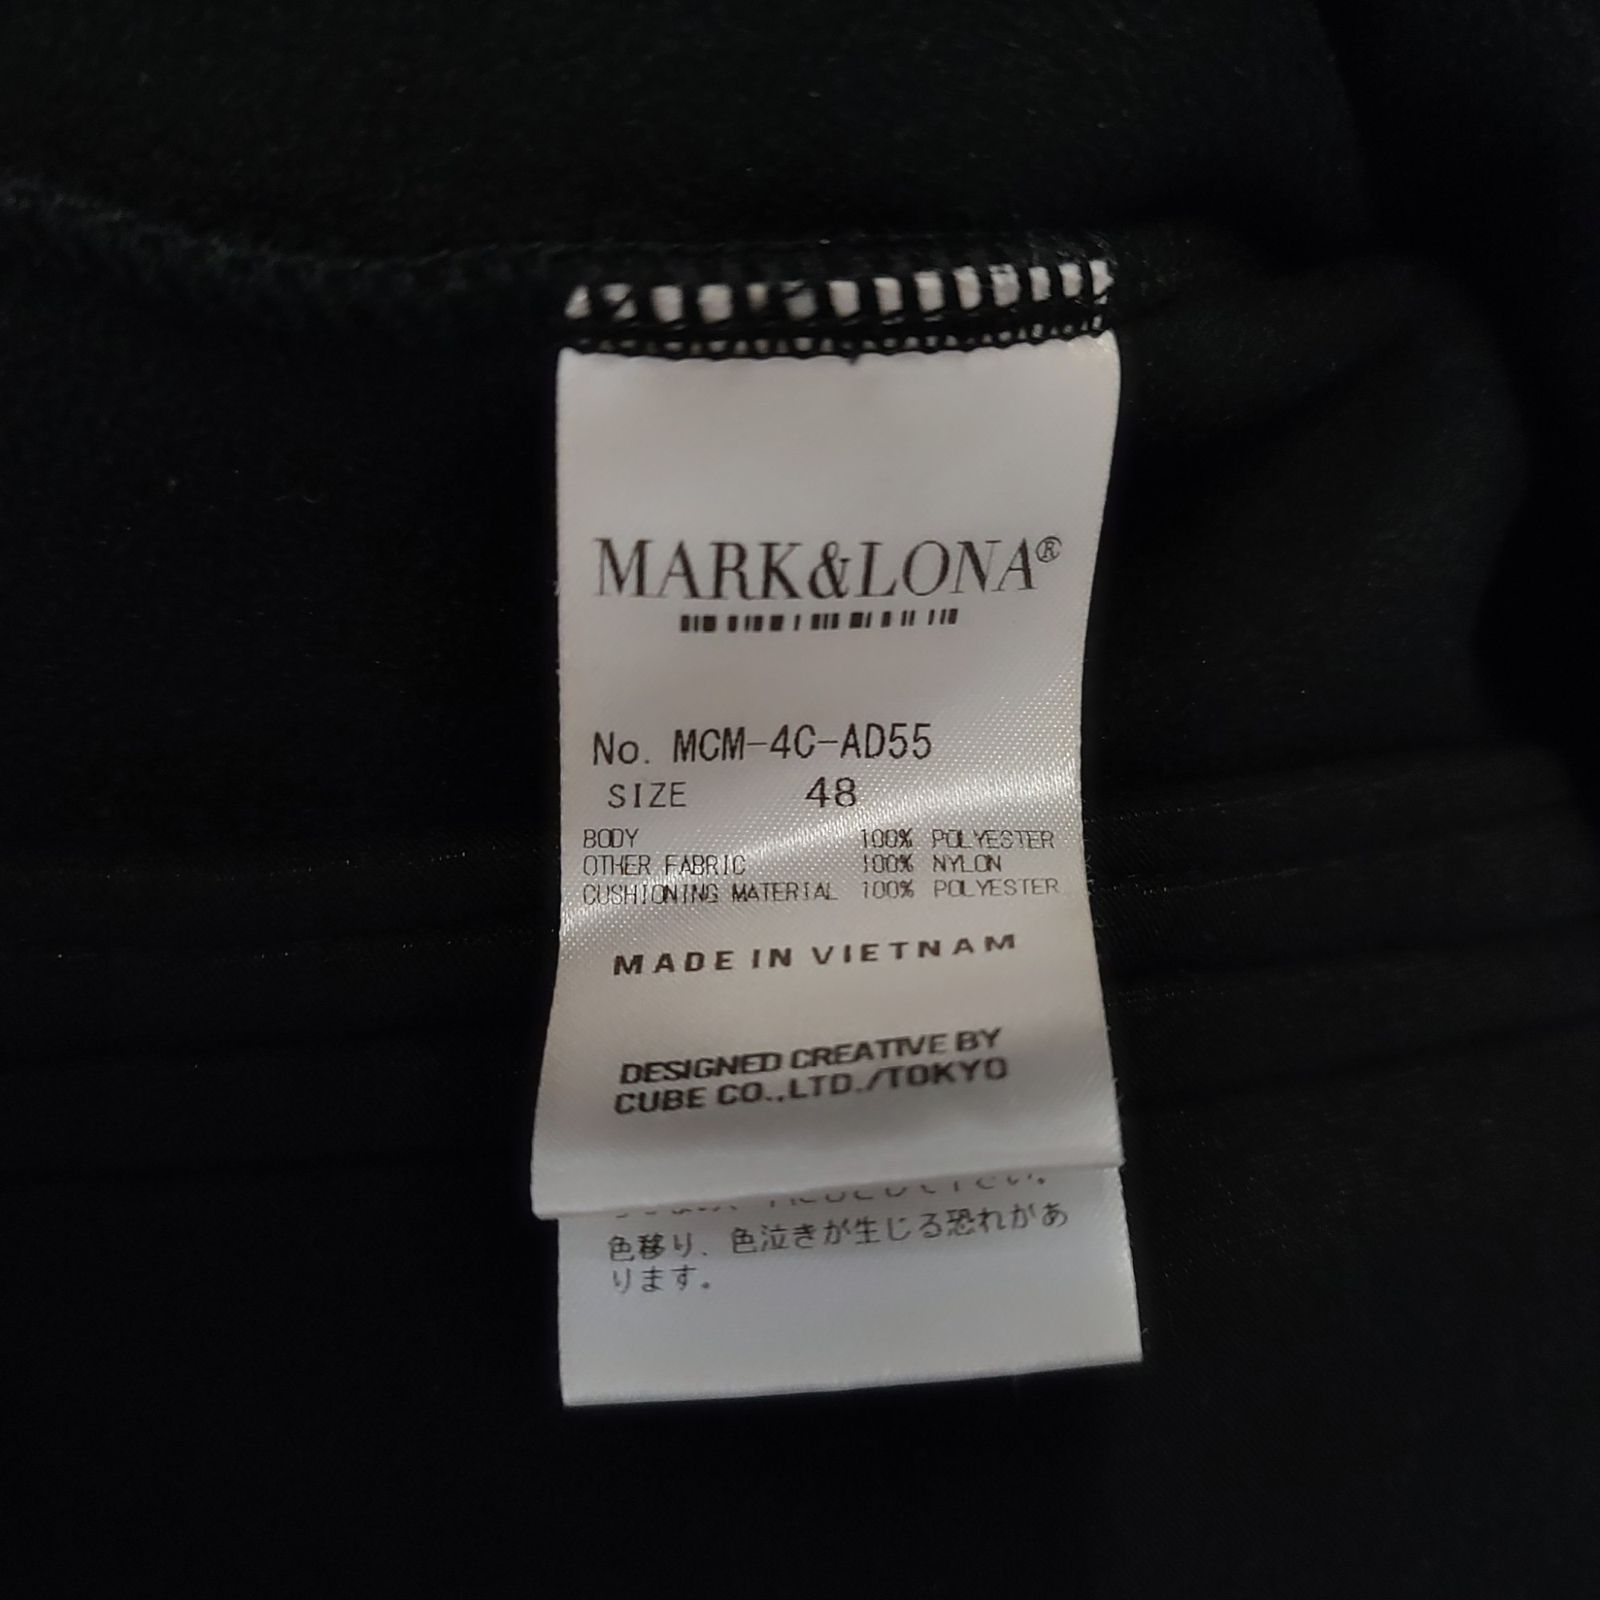 MARK&LONA®
No. MCM-4C-AD55
SIZE 48
BODY 100% POLYESTER
OTHER FABRIC 100% NYLON
CUSHIONING MATERIAL 100% POLYESTER
MADE IN VIETNAM
DESIGNED CREATIVE BY
CUBE CO.,LTD./TOKYO
色移り、色泣きが生じる恐れがあ
ります。